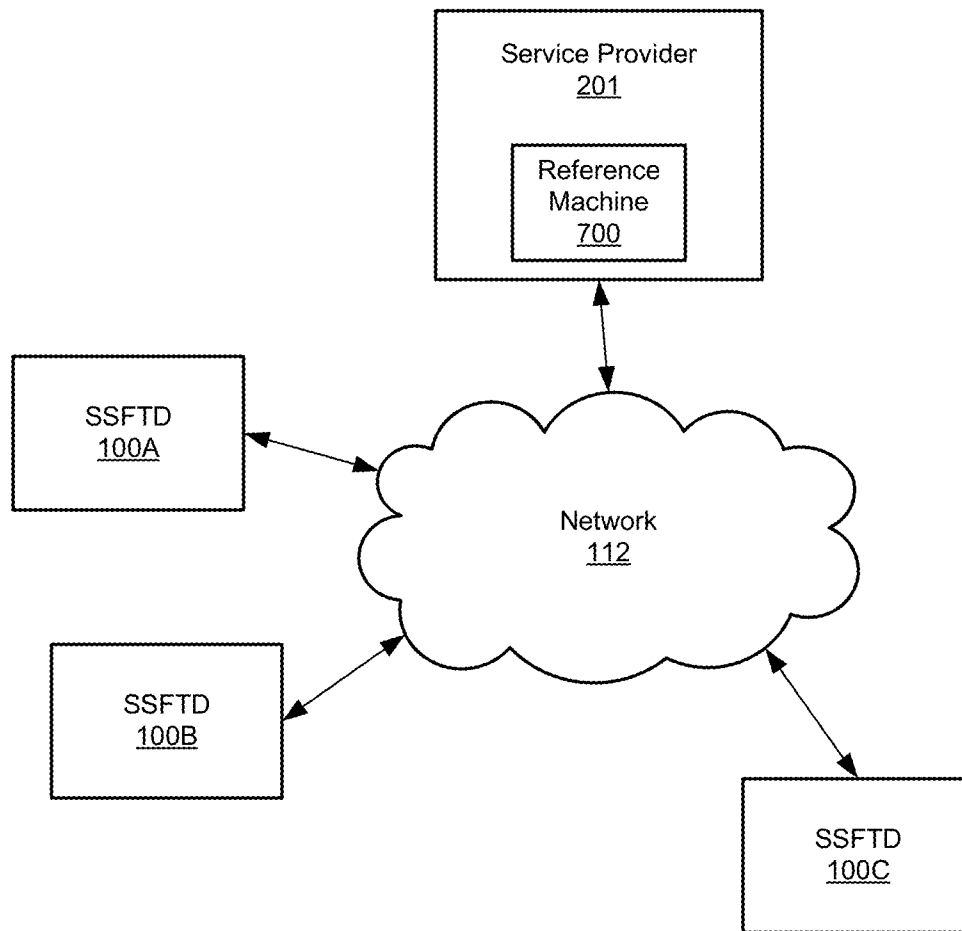 Service Provider
201
Reference
Machine
700
SSFTD
100A
Network
112
SSFTD
100B
SSFTD
100C